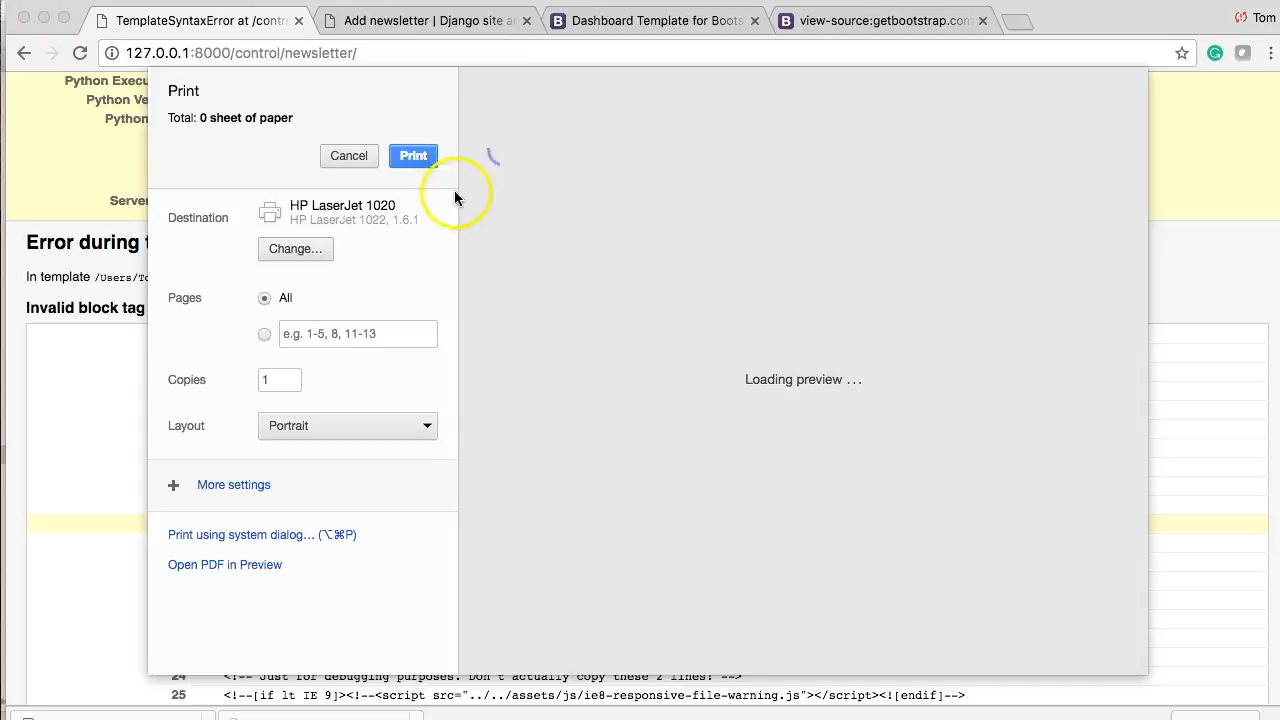 TemplateSyntaxError at /contr
Add newsletter | Django site a
Dashboard Template for Boots
view-source:getbootstrap.com
Tom
127.0.0.1:8000/control/newsletter/
Python Execu
Python Ve
Python
Server
Print
Total: 0 sheet of paper
Cancel
Print
Destination
HP LaserJet 1020
HP LaserJet 1022, 1.6.1
Change...
Error during t
In template /Users/To
Invalid block tag
Pages
All
e.g. 1-5, 8, 11-13
Copies
1
Loading preview ...
Layout
Portrait
+ More settings
Print using system dialog... (⌥⌘P)
Open PDF in Preview
24 <!-- Just for debugging purposes. Don't actually copy these 2 lines! -->
25 <!--[if lt IE 9]><!--<script src="../../assets/js/ie8-responsive-file-warning.js"></script><![endif]-->